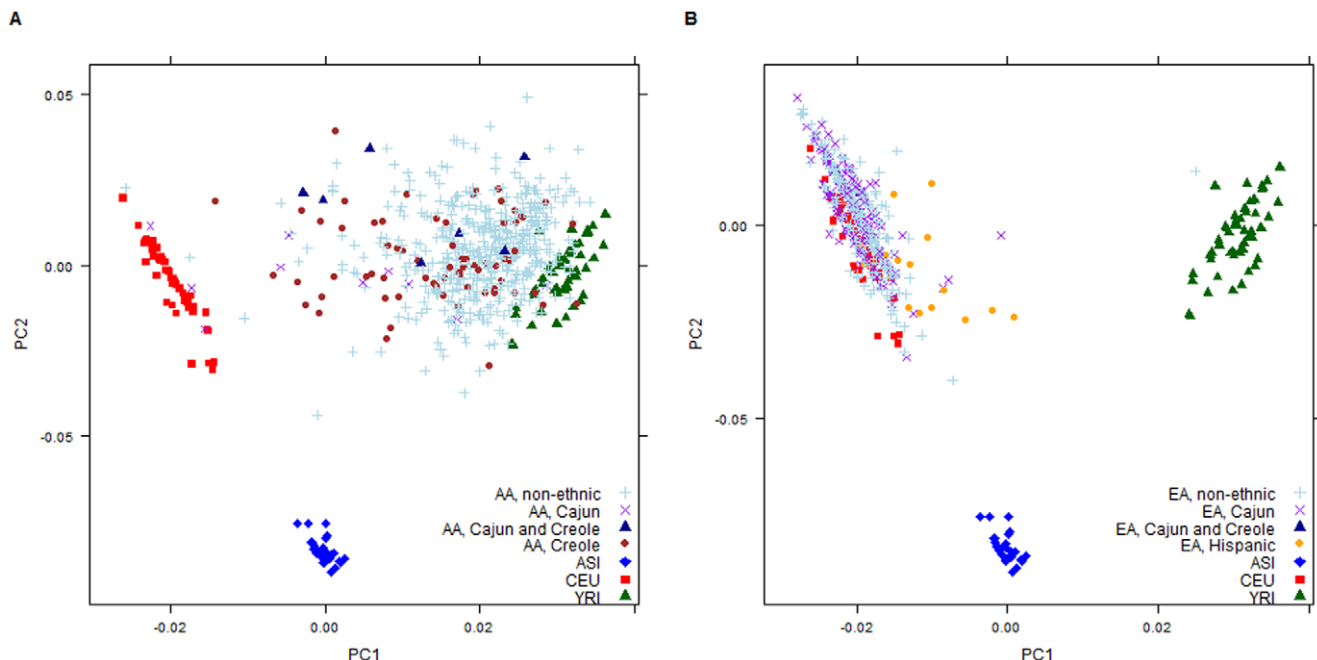 A
PC2
0.05
0.00
-0.05
-0.02
0.00
0.02
PC1
AA, non-ethnic
AA, Cajun
AA, Cajun and Creole
AA, Creole
ASI
CEU
YRI
B
PC2
0.00
-0.05
-0.02
0.00
0.02
PC1
EA, non-ethnic
EA, Cajun
EA, Cajun and Creole
EA, Hispanic
ASI
CEU
YRI